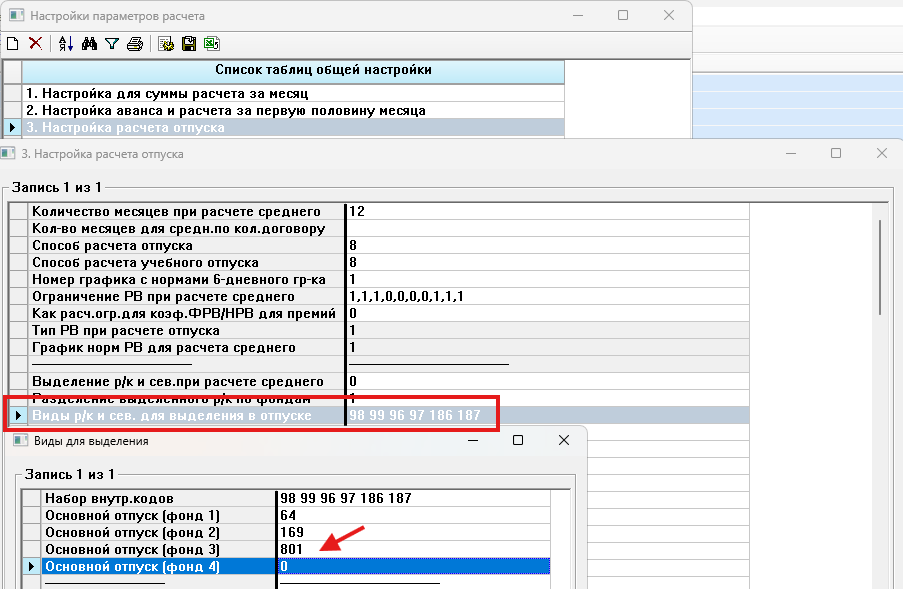 Настройки параметров расчета
Список таблиц общей настройки
1. Настройка для суммы расчета за месяц
2. Настройка аванса и расчета за первую половину месяца
3. Настройка расчета отпуска
3. Настройка расчета отпуска
Запись 1 из 1
Количество месяцев при расчете среднего 12
Кол-во месяцев для средн.по кол.договору
Способ расчета отпуска 8
Способ расчета учебного отпуска 8
Номер графика с нормами 6-дневного гр-ка 1
Ограничение РВ при расчете среднего 1,1,1,0,0,0,0,1,1,1
Как расч.огр.для коэф.ФРВ/НРВ для премий 0
Тип РВ при расчете отпуска 1
График норм РВ для расчета среднего 1
Выделение р/к и сев.при расчете среднего 0
Разделение выделенного р/к по фондам 1
Виды р/к и сев. для выделения в отпуске 98 99 96 97 186 187
Виды для выделения
Запись 1 из 1
Набор внутр.кодов 98 99 96 97 186 187
Основной отпуск (фонд 1) 64
Основной отпуск (фонд 2) 169
Основной отпуск (фонд 3) 801
Основной отпуск (фонд 4) 0